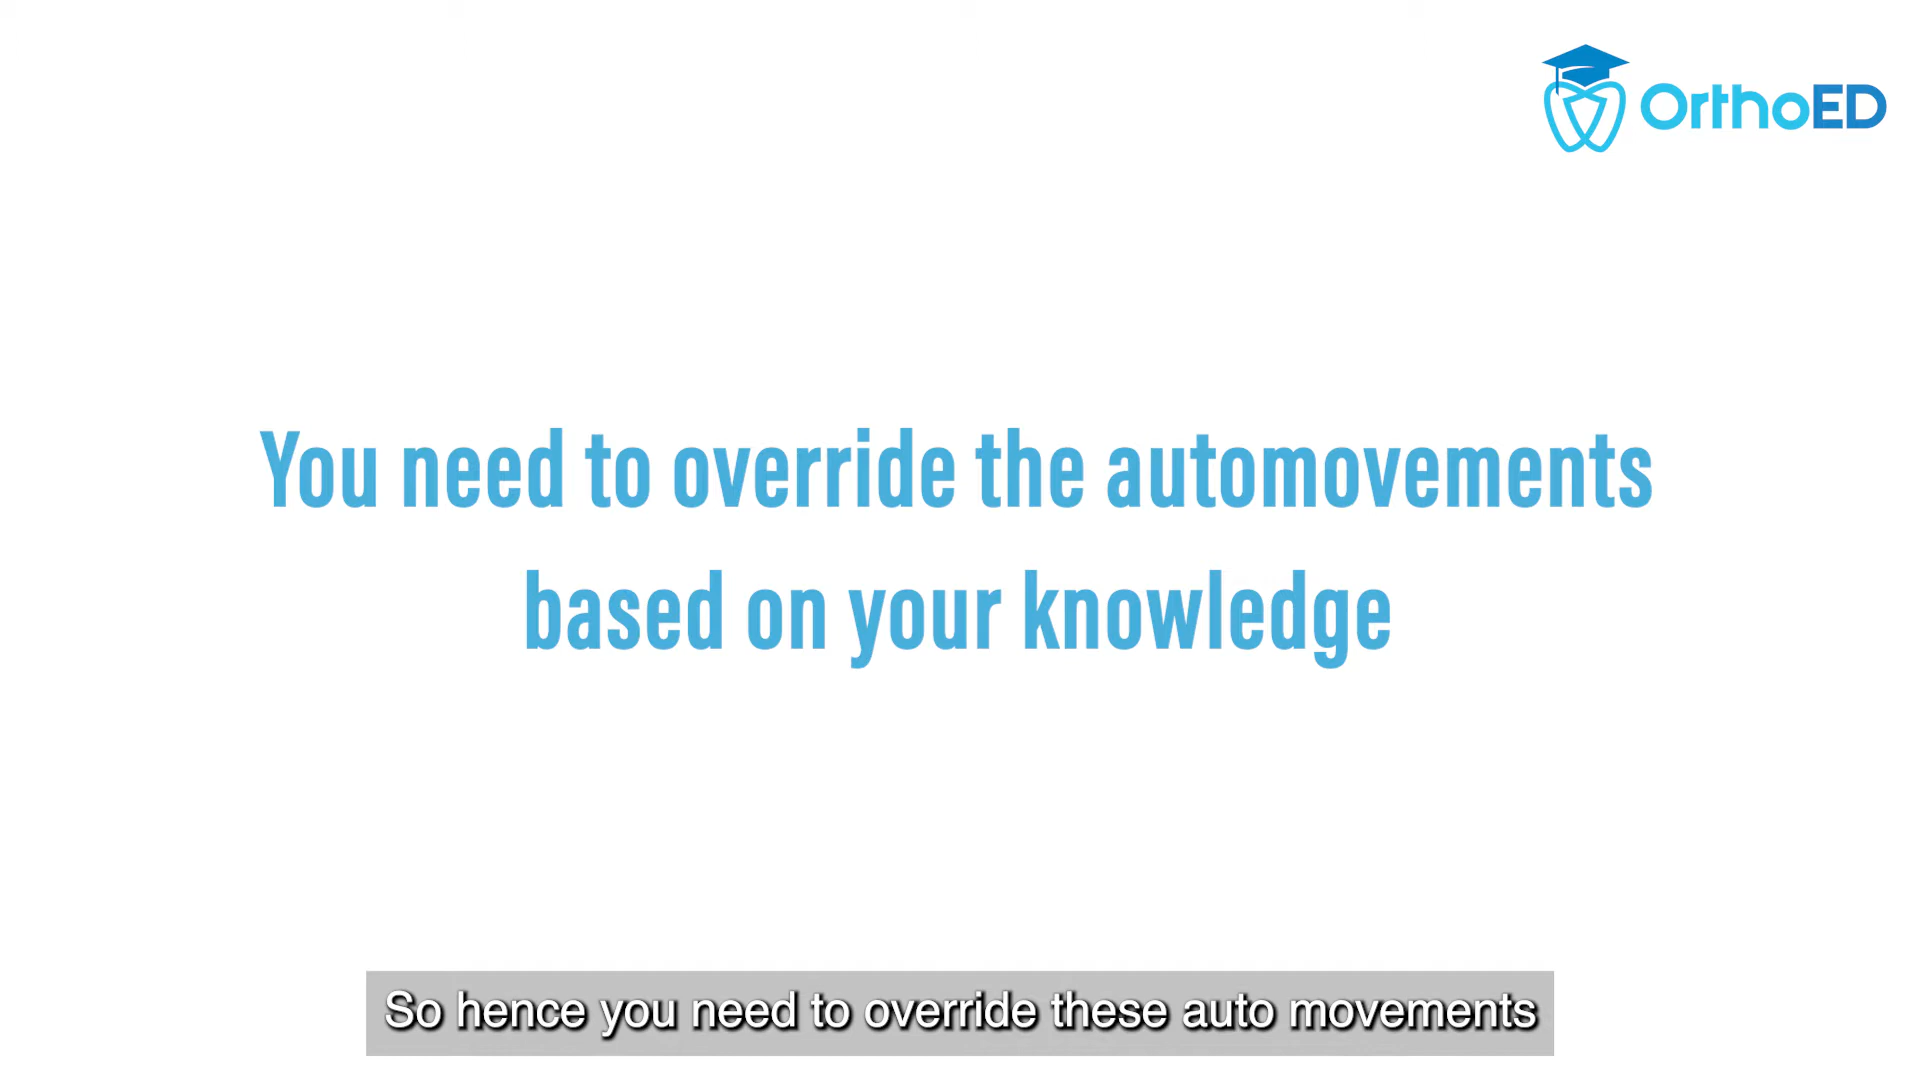 OrthoED
You need to override the automovements
based on your knowledge
So hence you need to override these auto movements